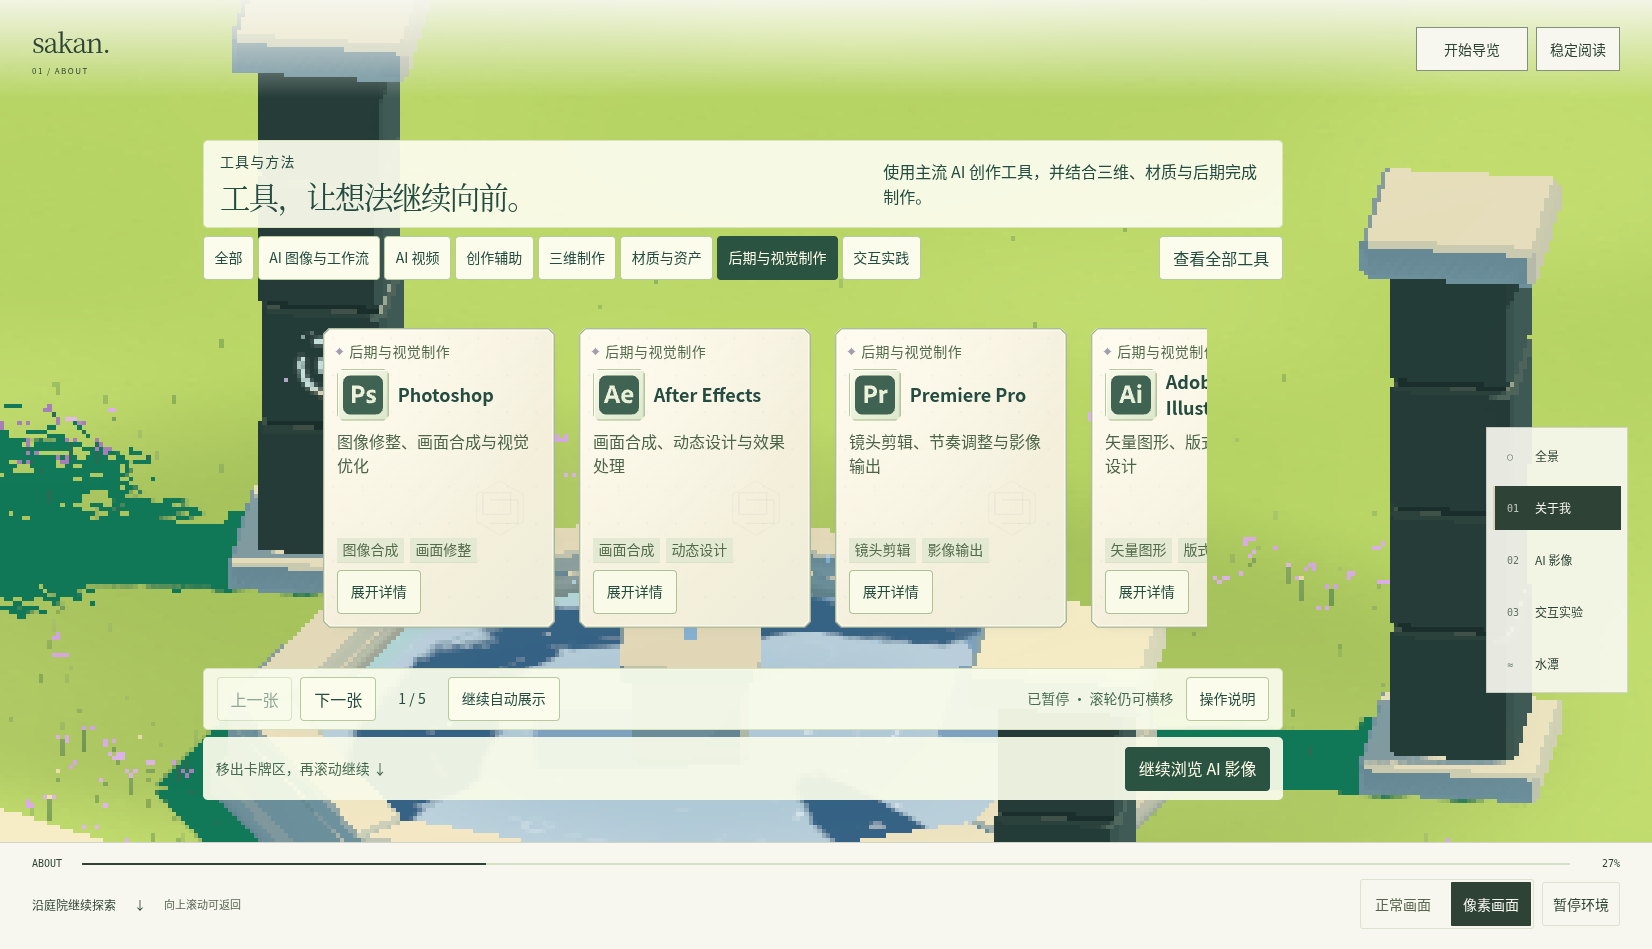 sakan.
01 / ABOUT
开始导览
稳定阅读
工具与方法
工具，让想法继续向前。
使用主流 AI 创作工具，并结合三维、材质与后期完成
制作。
全部
AI 图像与工作流
AI 视频
创作辅助
三维制作
材质与资产
后期与视觉制作
交互实践
查看全部工具
后期与视觉制作
Ps
Photoshop
图像修整、画面合成与视觉
优化
图像合成
画面修整
展开详情
后期与视觉制作
Ae
After Effects
画面合成、动态设计与效果
处理
画面合成
动态设计
展开详情
后期与视觉制作
Pr
Premiere Pro
镜头剪辑、节奏调整与影像
输出
镜头剪辑
影像输出
展开详情
后期与视觉制
Ai
Adob
Illust
矢量图形、版式
设计
矢量图形
版式
展开详情
○ 全景
01 关于我
02 AI 影像
03 交互实验
≈ 水潭
上一张
下一张
1 / 5
继续自动展示
已暂停 · 滚轮仍可横移
操作说明
移出卡牌区，再滚动继续 ↓
继续浏览 AI 影像
ABOUT
27%
沿庭院继续探索 ↓ 向上滚动可返回
正常画面
像素画面
暂停环境